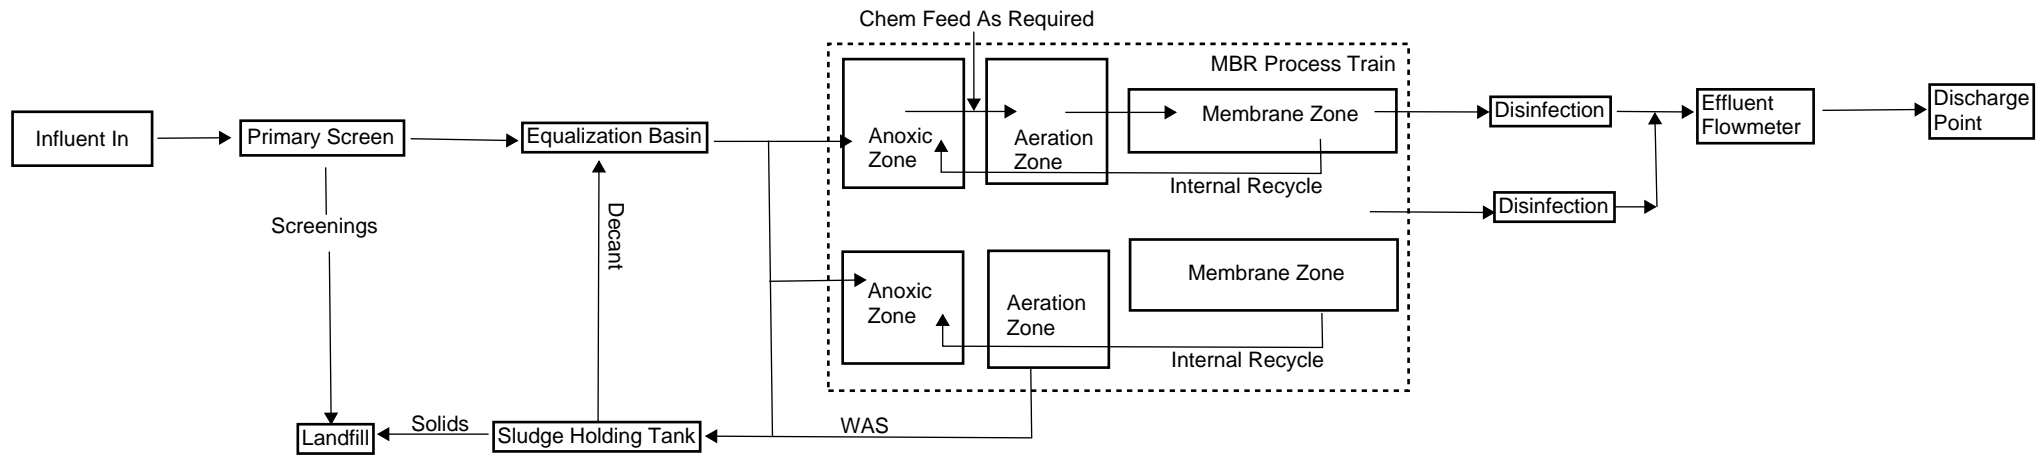 Chem Feed As Required
MBR Process Train
Influent In
Primary Screen
Equalization Basin
Anoxic
Zone
Aeration
Zone
Membrane Zone
Internal Recycle
Disinfection
Effluent
Flowmeter
Discharge
Point
Screenings
Decant
Disinfection
Anoxic
Zone
Aeration
Zone
Membrane Zone
Internal Recycle
Landfill
Solids
Sludge Holding Tank
WAS